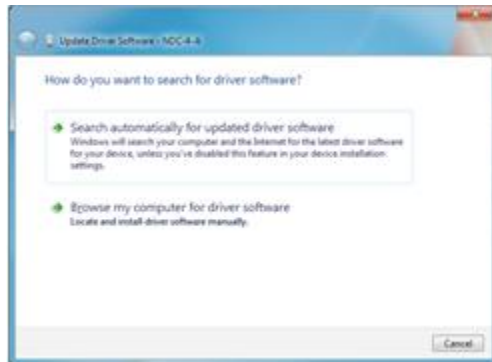 Update Driver Software - NDC-4-A
How do you want to search for driver software?
Search automatically for updated driver software
Windows will search your computer and the Internet for the latest driver software
for your device, unless you've disabled this feature in your device installation
settings.
Browse my computer for driver software
Locate and install driver software manually.
Cancel